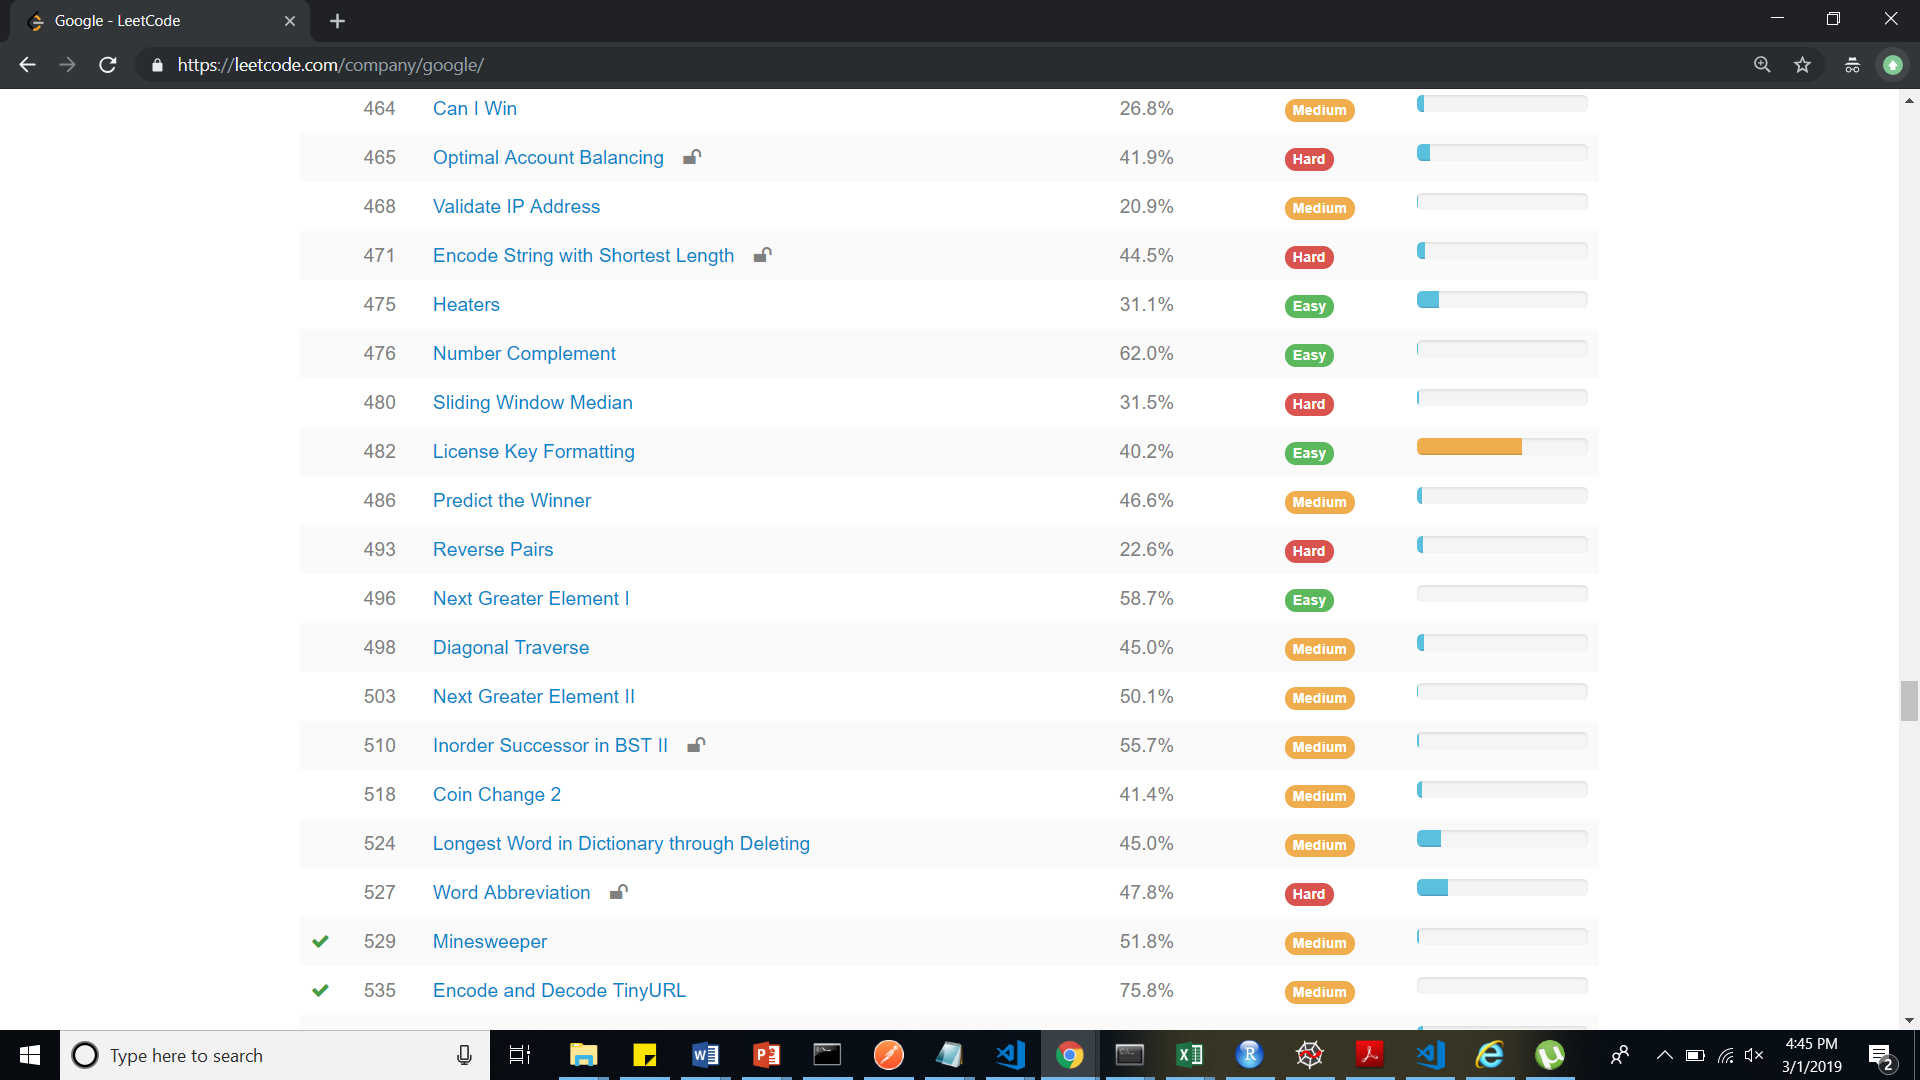 Google - LeetCode
https://leetcode.com/company/google/
464 Can I Win 26.8% Medium
465 Optimal Account Balancing 41.9% Hard
468 Validate IP Address 20.9% Medium
471 Encode String with Shortest Length 44.5% Hard
475 Heaters 31.1% Easy
476 Number Complement 62.0% Easy
480 Sliding Window Median 31.5% Hard
482 License Key Formatting 40.2% Easy
486 Predict the Winner 46.6% Medium
493 Reverse Pairs 22.6% Hard
496 Next Greater Element I 58.7% Easy
498 Diagonal Traverse 45.0% Medium
503 Next Greater Element II 50.1% Medium
510 Inorder Successor in BST II 55.7% Medium
518 Coin Change 2 41.4% Medium
524 Longest Word in Dictionary through Deleting 45.0% Medium
527 Word Abbreviation 47.8% Hard
529 Minesweeper 51.8% Medium
535 Encode and Decode TinyURL 75.8% Medium
Type here to search
4:45 PM
3/1/2019
2